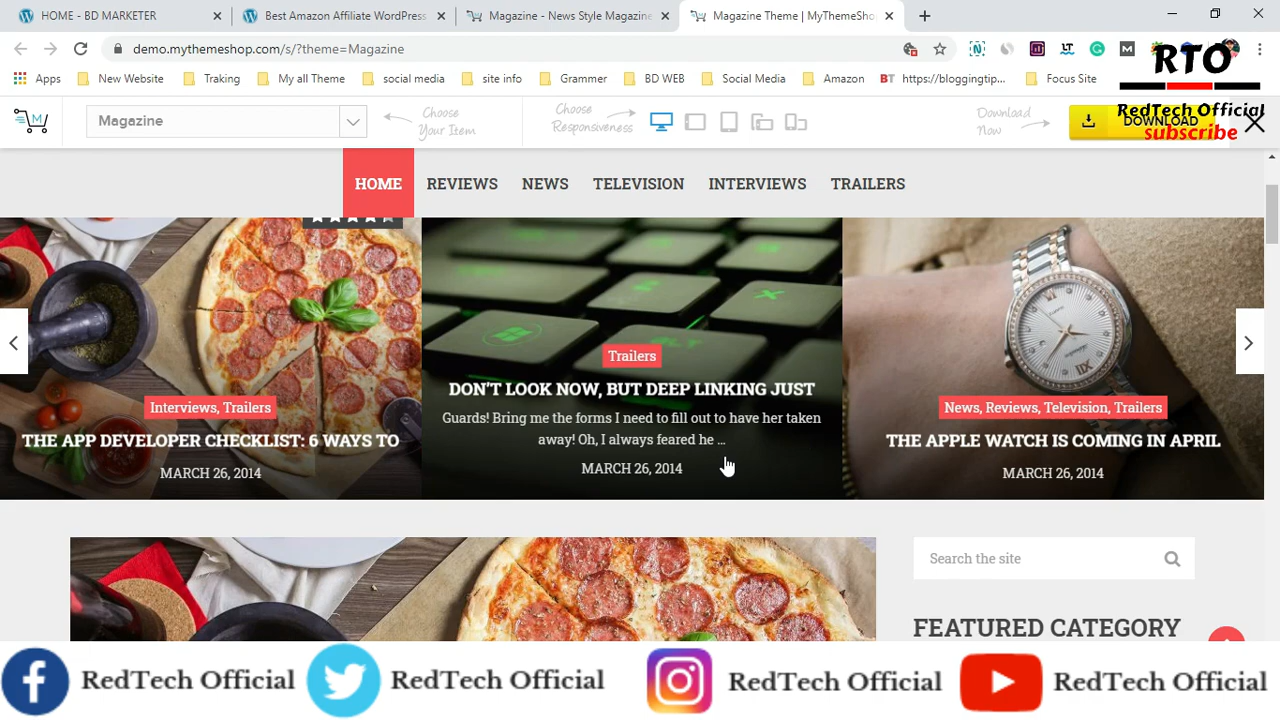 HOME - BD MARKETER
Best Amazon Affiliate WordPress
Magazine - News Style Magazine
Magazine Theme | MyThemeSho
demo.mythemeshop.com/s/?theme=Magazine
Apps
New Website
Traking
My all Theme
social media
site info
Grammer
BD WEB
Social Media
Amazon
BT https://bloggingtip...
Focus Site
RTO
RedTech Official
subscribe
Magazine
Choose Your Item
Choose Responsiveness
Download Now
DOWNLOAD
HOME
REVIEWS
NEWS
TELEVISION
INTERVIEWS
TRAILERS
Interviews, Trailers
THE APP DEVELOPER CHECKLIST: 6 WAYS TO
MARCH 26, 2014
Trailers
DON'T LOOK NOW, BUT DEEP LINKING JUST
Guards! Bring me the forms I need to fill out to have her taken
away! Oh, I always feared he ...
MARCH 26, 2014
News, Reviews, Television, Trailers
THE APPLE WATCH IS COMING IN APRIL
MARCH 26, 2014
Search the site
FEATURED CATEGORY
RedTech Official
RedTech Official
RedTech Official
RedTech Official